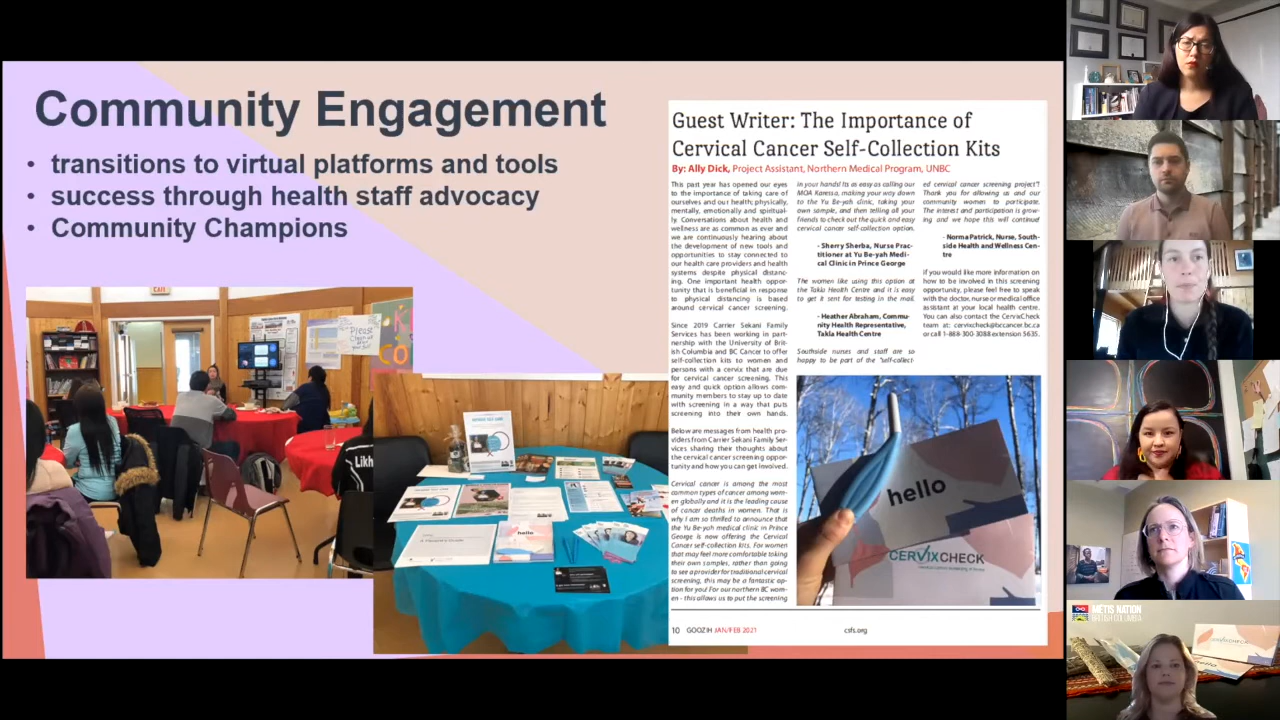 Community Engagement
• transitions to virtual platforms and tools
• success through health staff advocacy
• Community Champions
EXIT
Please
Likh
hello
Guest Writer: The Importance of
Cervical Cancer Self-Collection Kits
By: Ally Dick, Project Assistant, Northern Medical Program, UNBC
This past year has opened our eyes
to the importance of taking care of
ourselves and our health; physically,
mentally, emotionally and spiritual-
ly. Conversations about health and
wellness are as common as ever and
we are continuously hearing about
the development of new tools and
opportunities to stay connected to
our health care providers and health
systems despite physical distanc-
ing. One important health oppor-
tunity that is beneficial in response
to physical distancing is based
around cervical cancer screening.
Since 2019 Carrier Sekani Family
Services has been working in part-
nership with the University of Brit-
ish Columbia and BC Cancer to offer
self-collection kits to women and
persons with a cervix that are due
for cervical cancer screening. This
easy and quick option allows com-
munity members to stay up to date
with screening in a way that puts
screening into their own hands.
Below are messages from health pro-
viders from Carrier Sekani Family Ser-
vices sharing their thoughts about
the cervical cancer screening oppor-
tunity and how you can get involved.
Cervical cancer is among the most
common types of cancer among wom-
en globally and it is the leading cause
of cancer deaths in women. That is
why I am so thrilled to announce that
the Yu Be-yah medical clinic in Prince
George is now offering the Cervical
Cancer self-collection kits. For women
that may feel more comfortable taking
their own samples, rather than going
to see a provider for traditional cervical
screening, this may be a fantastic op-
tion for you! For our northern BC wom-
en - this allows us to put the screening
in your hands! Its as easy as calling our
MOA Karessa, making your way down
to the Yu Be-yah clinic, taking your
own sample, and then telling all your
friends to check out the quick and easy
cervical cancer self-collection option.
- Sherry Sherba, Nurse Prac-
titioner at Yu Be-yah Medi-
cal Clinic in Prince George
The women like using this option at
the Takla Health Centre and it is easy
to get it sent for testing in the mail.
- Heather Abraham, Commu-
nity Health Representative,
Takla Health Centre
Southside nurses and staff are so
happy to be part of the "self-collect-
ed cervical cancer screening project"!
Thank you for allowing us and our
community women to participate.
The interest and participation is grow-
ing and we hope this will continue!
- Norma Patrick, Nurse, South-
side Health and Wellness Cen-
tre
if you would like more information on
how to be involved in this screening
opportunity, please feel free to speak
with the doctor, nurse or medical office
assistant at your local health centre.
You can also contact the CervixCheck
team at: cervixcheck@bccancer.bc.ca
or call 1-888-300-3088 extension 5635.
hello
CERVIXCHECK
10 GOOZIH JAN/FEB 2021
csfs.org
MÉTIS NATION
BRITISH COLUMBIA
CERVIXCHECK
hello